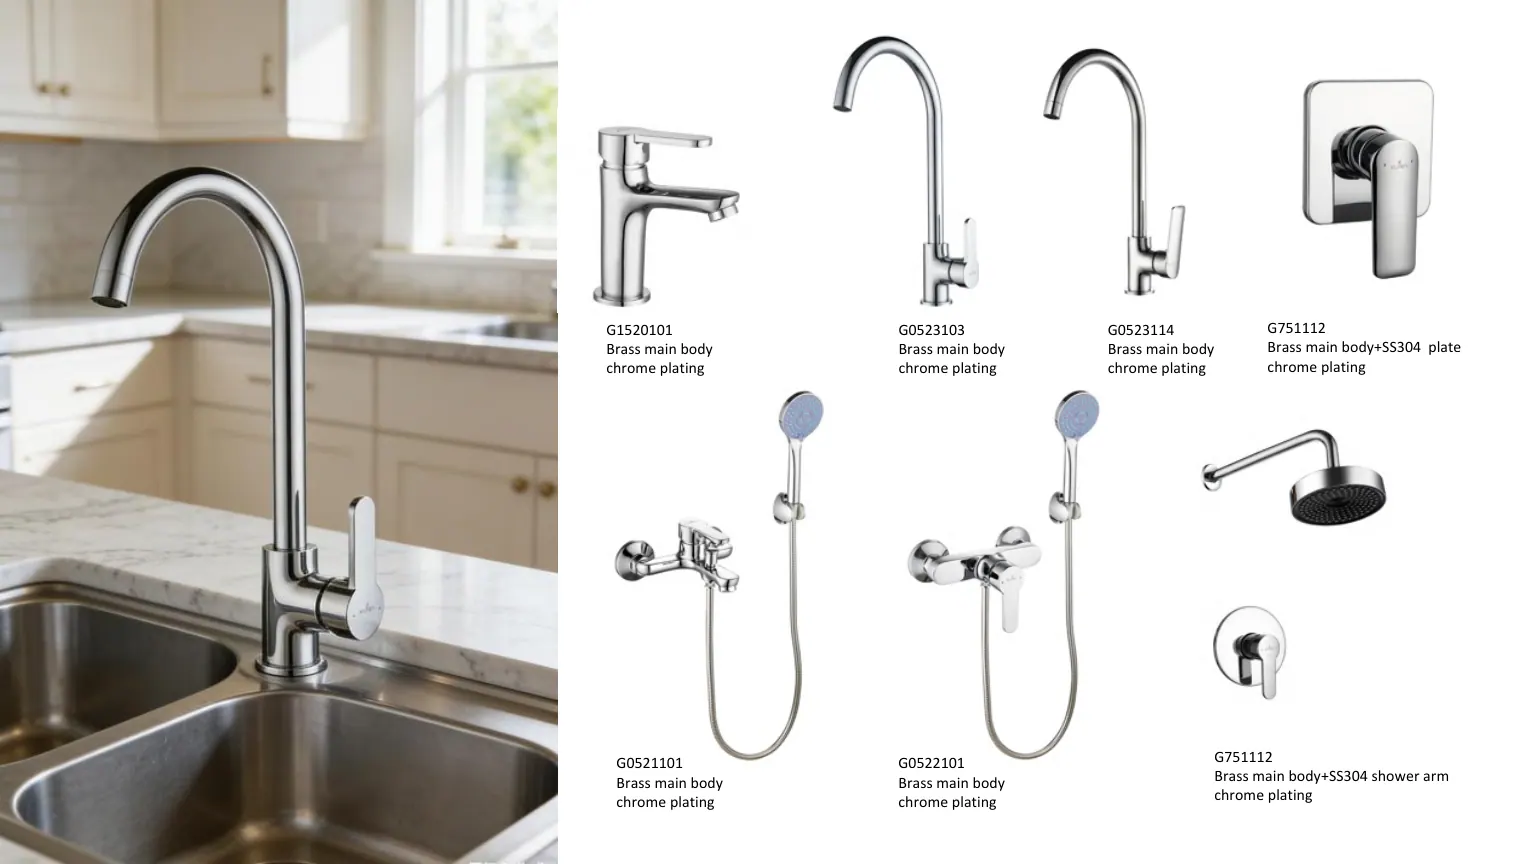 G1520101
Brass main body
chrome plating
G0523103
Brass main body
chrome plating
G0523114
Brass main body
chrome plating
G751112
Brass main body+SS304 plate
chrome plating
G0521101
Brass main body
chrome plating
G0522101
Brass main body
chrome plating
G751112
Brass main body+SS304 shower arm
chrome plating